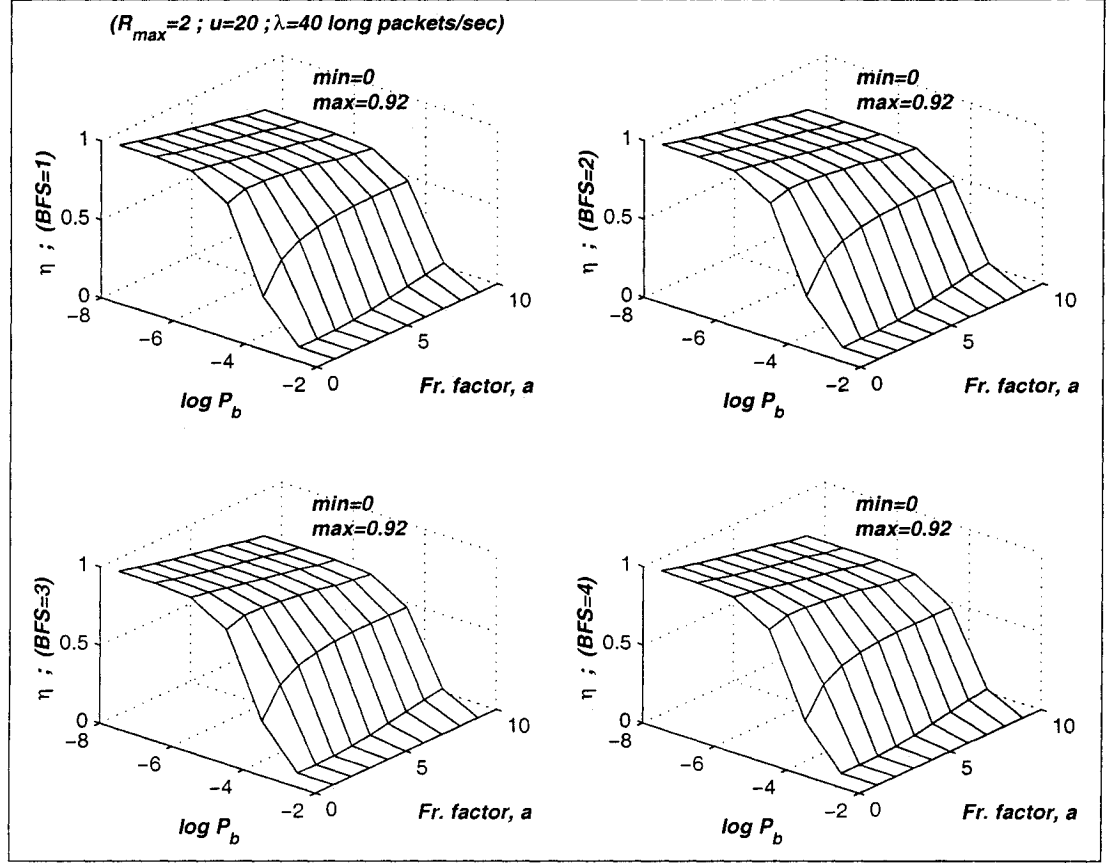 (R_max=2 ; u=20 ; λ=40 long packets/sec)
min=0
max=0.92
1
0.5
0
η ; (BFS=1)
−8
−6
−4
−2
log P_b
0
5
10
Fr. factor, a
min=0
max=0.92
1
0.5
0
η ; (BFS=2)
−8
−6
−4
−2
log P_b
0
5
10
Fr. factor, a
min=0
max=0.92
1
0.5
0
η ; (BFS=3)
−8
−6
−4
−2
log P_b
0
5
10
Fr. factor, a
min=0
max=0.92
1
0.5
0
η ; (BFS=4)
−8
−6
−4
−2
log P_b
0
5
10
Fr. factor, a